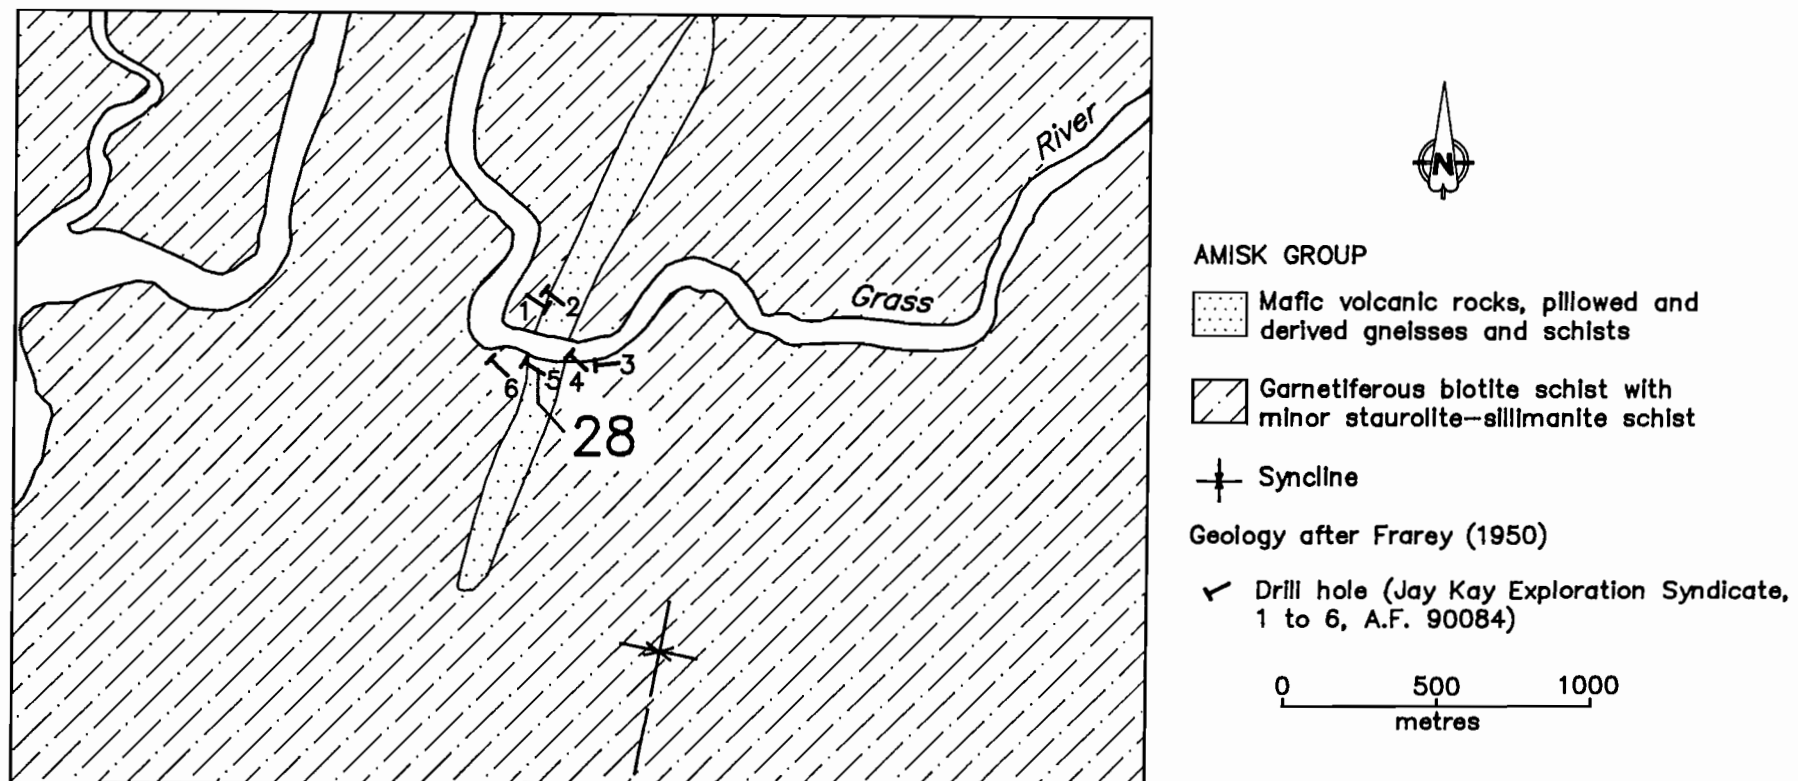 River
Grass
1
2
3
4
5
6
28
N
AMISK GROUP
Mafic volcanic rocks, pillowed and
derived gneisses and schists
Garnetiferous biotite schist with
minor staurolite-sillimanite schist
Syncline
Geology after Frarey (1950)
Drill hole (Jay Kay Exploration Syndicate,
1 to 6, A.F. 90084)
0 500 1000
metres